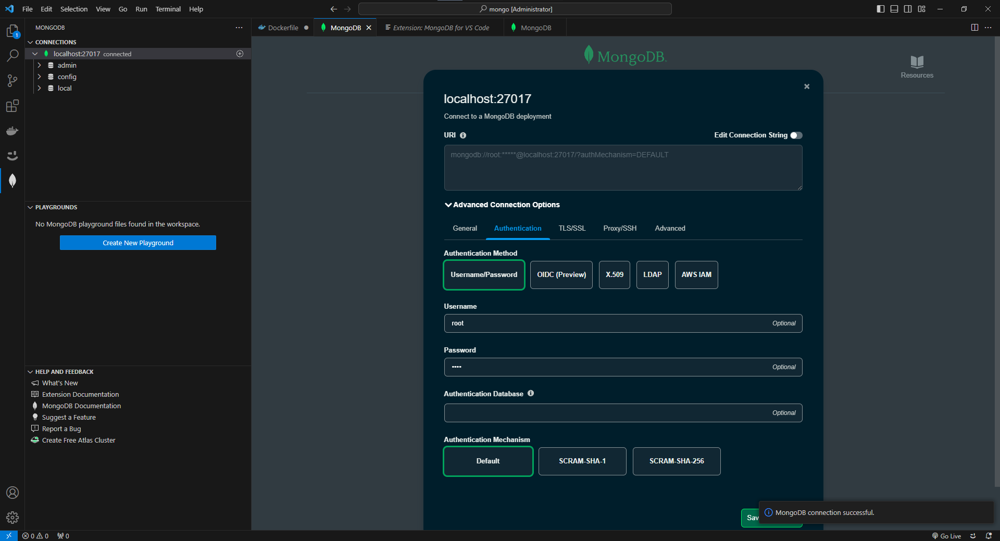 File Edit Selection View Go Run Terminal Help
mongo [Administrator]
MONGODB
Dockerfile
MongoDB
Extension: MongoDB for VS Code
MongoDB
CONNECTIONS
localhost:27017 connected
admin
config
local
PLAYGROUNDS
No MongoDB playground files found in the workspace.
Create New Playground
HELP AND FEEDBACK
What's New
Extension Documentation
MongoDB Documentation
Suggest a Feature
Report a Bug
Create Free Atlas Cluster
MongoDB.
Resources
localhost:27017
Connect to a MongoDB deployment
URI
Edit Connection String
mongodb://root:*****@localhost:27017/?authMechanism=DEFAULT
Advanced Connection Options
General Authentication TLS/SSL Proxy/SSH Advanced
Authentication Method
Username/Password OIDC (Preview) X.509 LDAP AWS IAM
Username
root Optional
Password
•••• Optional
Authentication Database
Optional
Authentication Mechanism
Default SCRAM-SHA-1 SCRAM-SHA-256
Sav
MongoDB connection successful.
1
0 0 0
Go Live